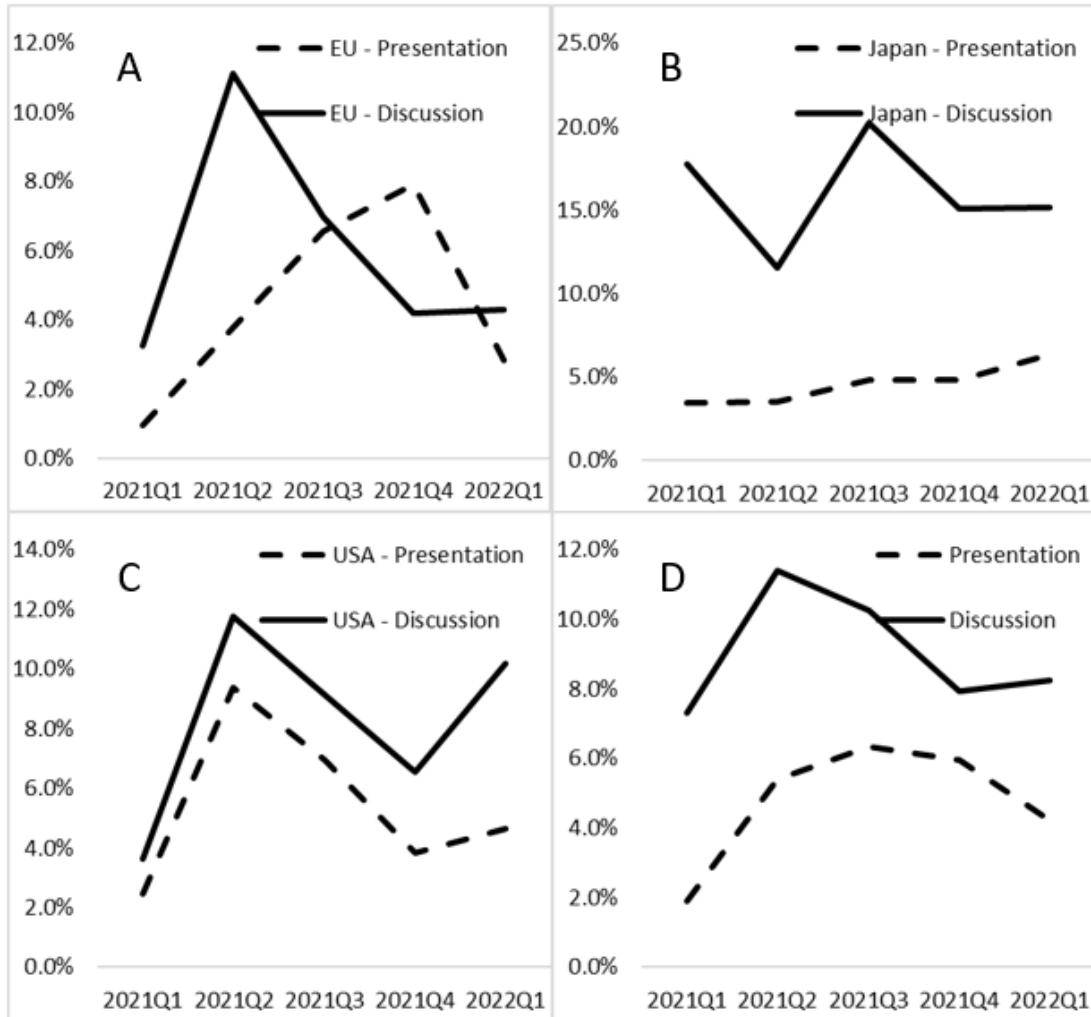 A
12.0%
10.0%
8.0%
6.0%
4.0%
2.0%
0.0%
EU - Presentation
EU - Discussion
2021Q1 2021Q2 2021Q3 2021Q4 2022Q1
B
25.0%
20.0%
15.0%
10.0%
5.0%
0.0%
Japan - Presentation
Japan - Discussion
2021Q1 2021Q2 2021Q3 2021Q4 2022Q1
C
14.0%
12.0%
10.0%
8.0%
6.0%
4.0%
2.0%
0.0%
USA - Presentation
USA - Discussion
2021Q1 2021Q2 2021Q3 2021Q4 2022Q1
D
12.0%
10.0%
8.0%
6.0%
4.0%
2.0%
0.0%
Presentation
Discussion
2021Q1 2021Q2 2021Q3 2021Q4 2022Q1